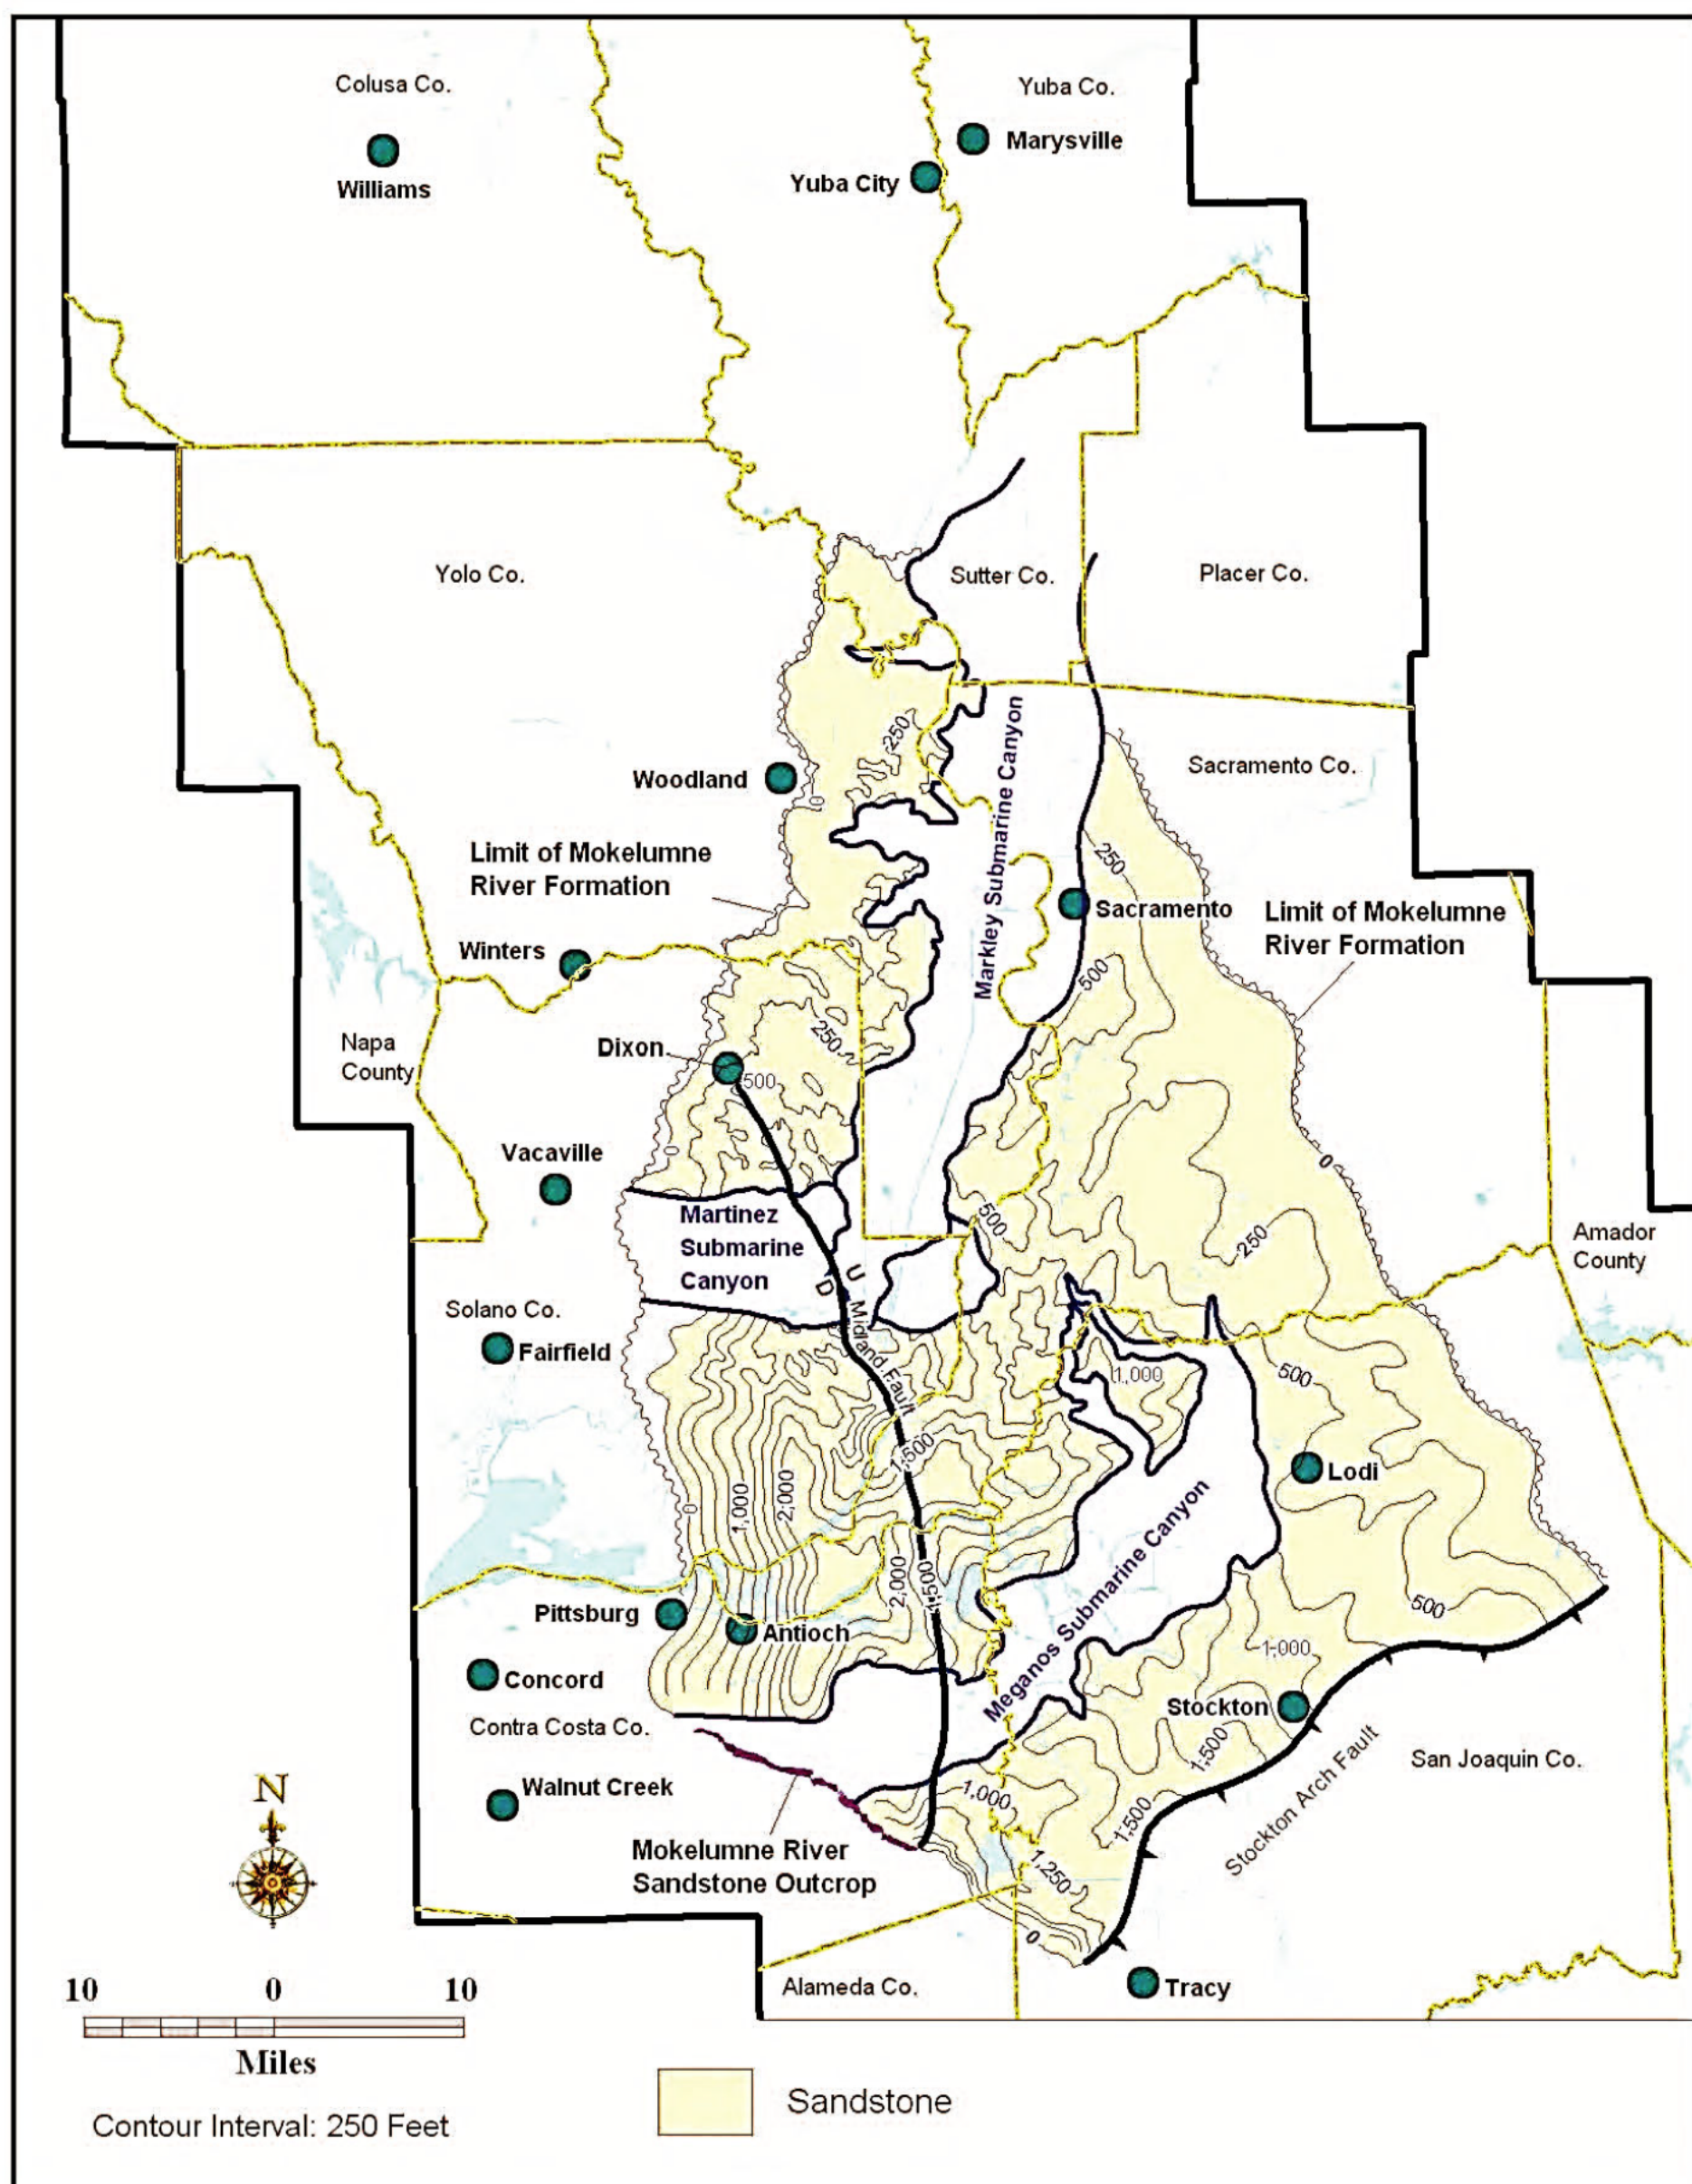 Colusa Co.
Williams
Yuba Co.
Marysville
Yuba City
Yolo Co.
Sutter Co.
Placer Co.
250
Markley Submarine Canyon
Woodland
0
Sacramento Co.
Limit of Mokelumne
River Formation
250
Sacramento
Limit of Mokelumne
River Formation
Winters
500
Napa
County
Dixon
250
500
Vacaville
0
0
Martinez
Submarine
Canyon
500
250
Amador
County
U
D
Midland Fault
Solano Co.
Fairfield
1,000
500
1,500
Lodi
0
1,000
2,000
Meganos Submarine Canyon
2,000
1,500
500
Pittsburg
Antioch
1,000
Concord
Stockton
Contra Costa Co.
1,500
Stockton Arch Fault
San Joaquin Co.
N
Walnut Creek
1,000
1,500
Mokelumne River
Sandstone Outcrop
1,250
0
10 0 10
Miles
Alameda Co.
Tracy
Sandstone
Contour Interval: 250 Feet